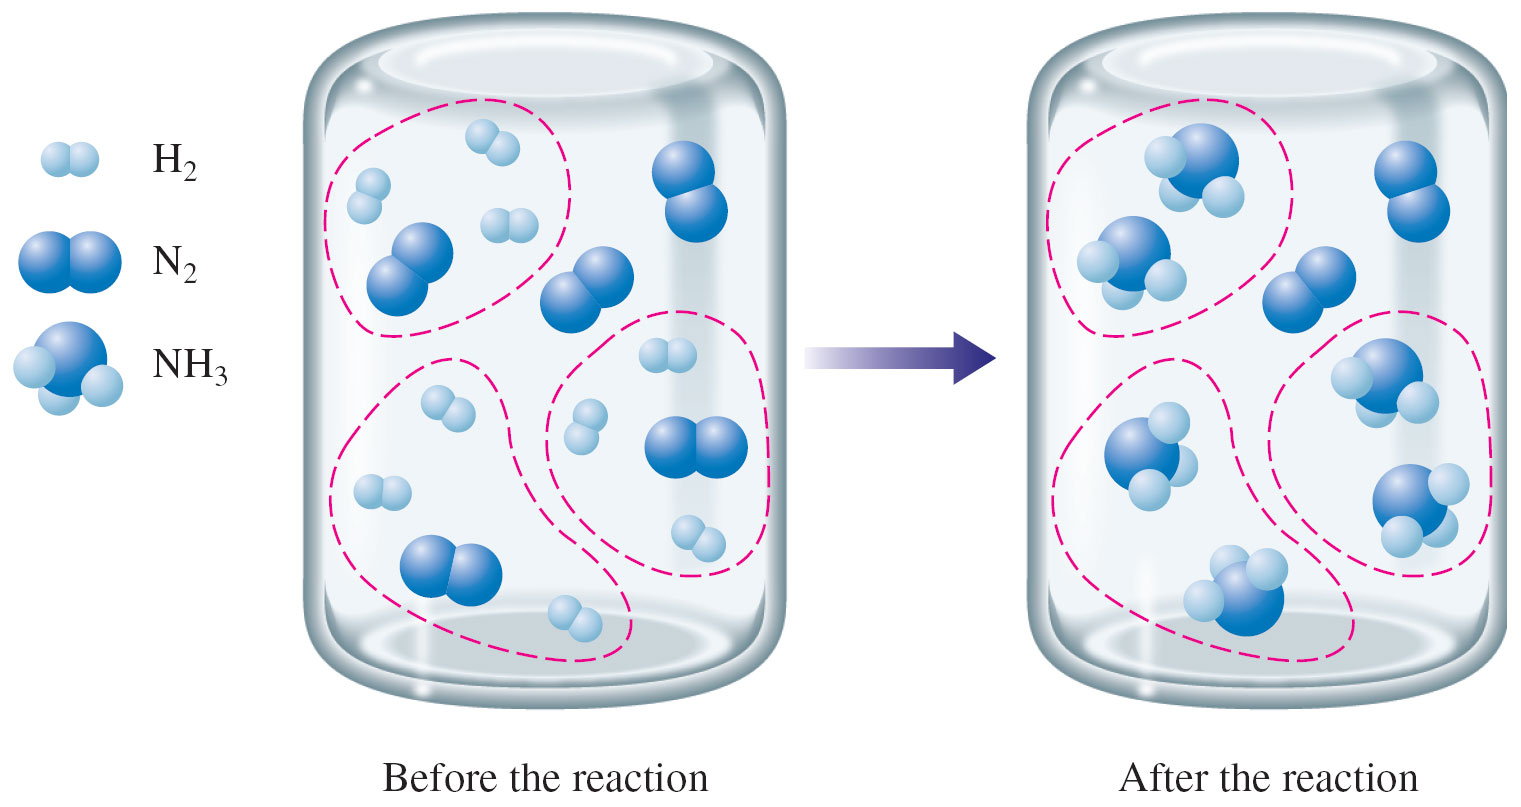 H₂
N₂
NH₃
Before the reaction
After the reaction